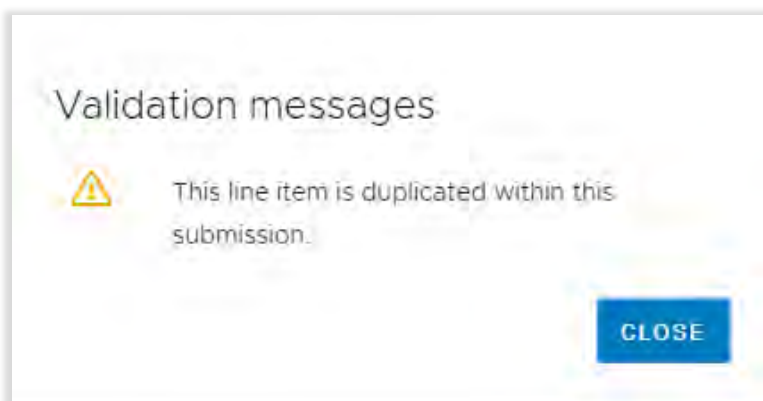 Validation messages
This line item is duplicated within this
submission.
CLOSE